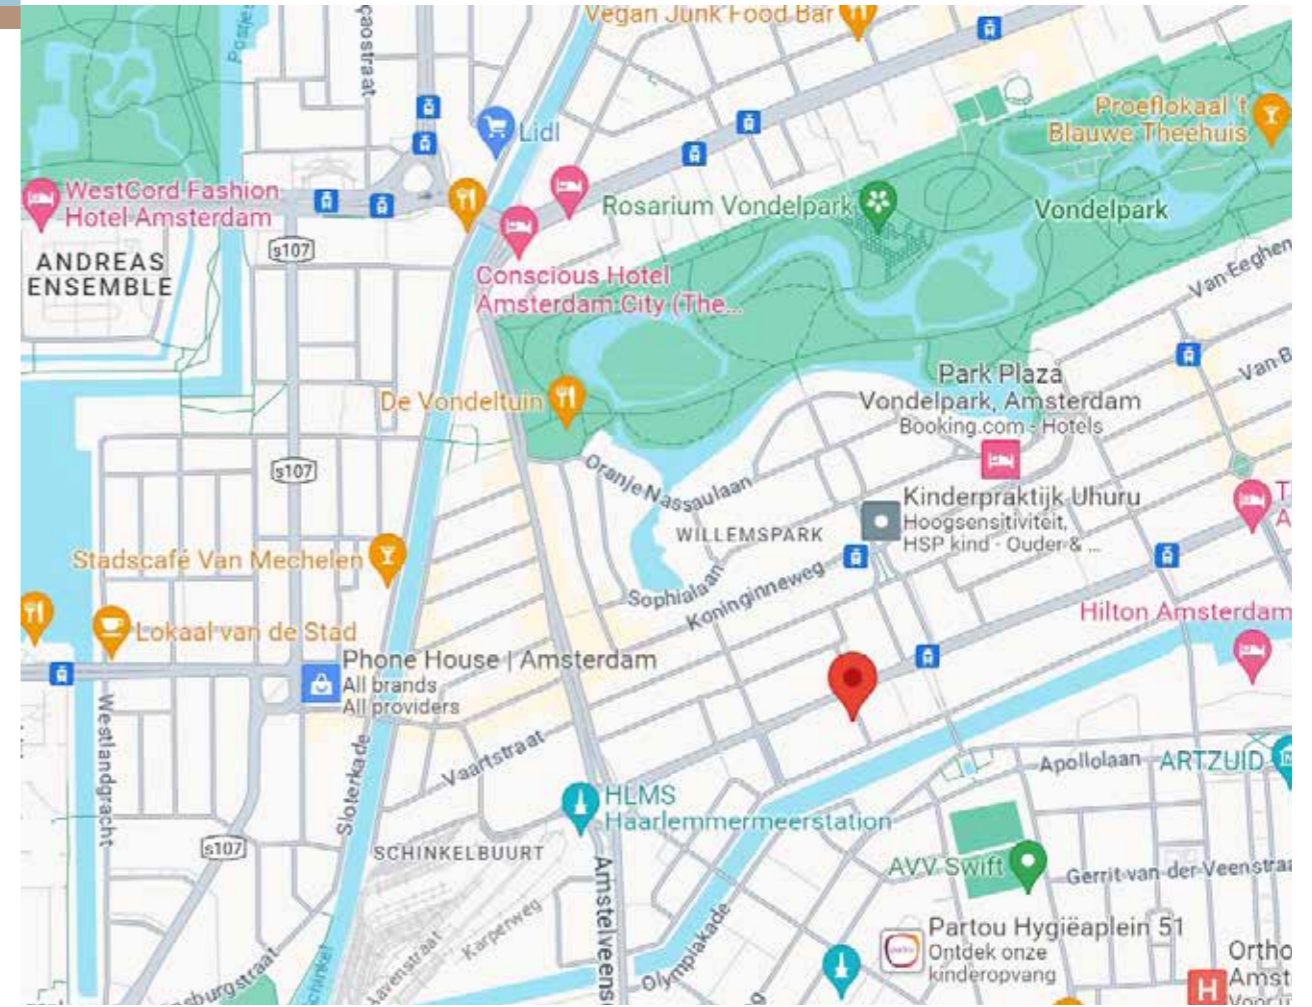 Vegan Junk Food Bar
Lidl
Proeflokaal 't
Blauwe Theehuis
WestCord Fashion
Hotel Amsterdam
Rosarium Vondelpark
Vondelpark
s107
ANDREAS
ENSEMBLE
Conscious Hotel
Amsterdam City (The...
De Vondeltuin
Park Plaza
Vondelpark, Amsterdam
Booking.com - Hotels
s107
Oranje Nassaulaan
Kinderpraktijk Uhuru
Hoogsensitiviteit,
HSP kind - Ouder & ...
WILLEMSPARK
Stadscafé Van Mechelen
Sophialaan
Koninginneweg
Hilton Amsterdam
Lokaal van de Stad
Phone House | Amsterdam
All brands
All providers
Westlandgracht
Sloterkade
Vaartstraat
Apollolaan
ARTZUID
HLMS
Haarlemmermeerstation
s107
SCHINKELBUURT
AVV Swift
Gerrit van der Veenstraa
Amstelveens
Karperweg
Olympiakade
Partou Hygiëaplein 51
Ontdek onze
kinderopvang
Ortho
Amst
H